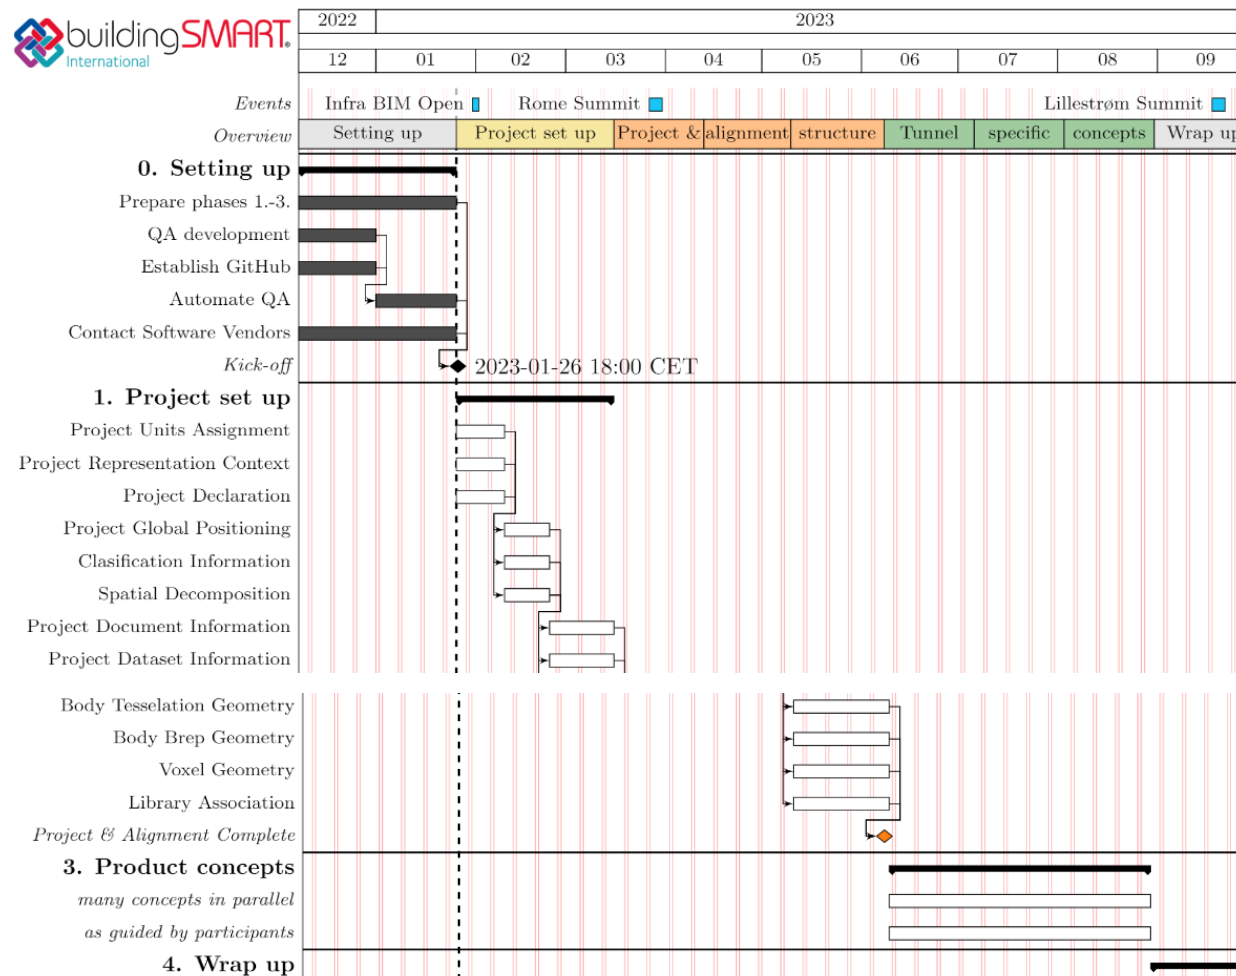 buildingSMART®
International
2022 2023
12 01 02 03 04 05 06 07 08 09
Events Infra BIM Open Rome Summit Lillestrøm Summit
Overview Setting up Project set up Project & alignment structure Tunnel specific concepts Wrap up
0. Setting up
Prepare phases 1.-3.
QA development
Establish GitHub
Automate QA
Contact Software Vendors
Kick-off 2023-01-26 18:00 CET
1. Project set up
Project Units Assignment
Project Representation Context
Project Declaration
Project Global Positioning
Clasification Information
Spatial Decomposition
Project Document Information
Project Dataset Information
Body Tesselation Geometry
Body Brep Geometry
Voxel Geometry
Library Association
Project & Alignment Complete
3. Product concepts
many concepts in parallel
as guided by participants
4. Wrap up